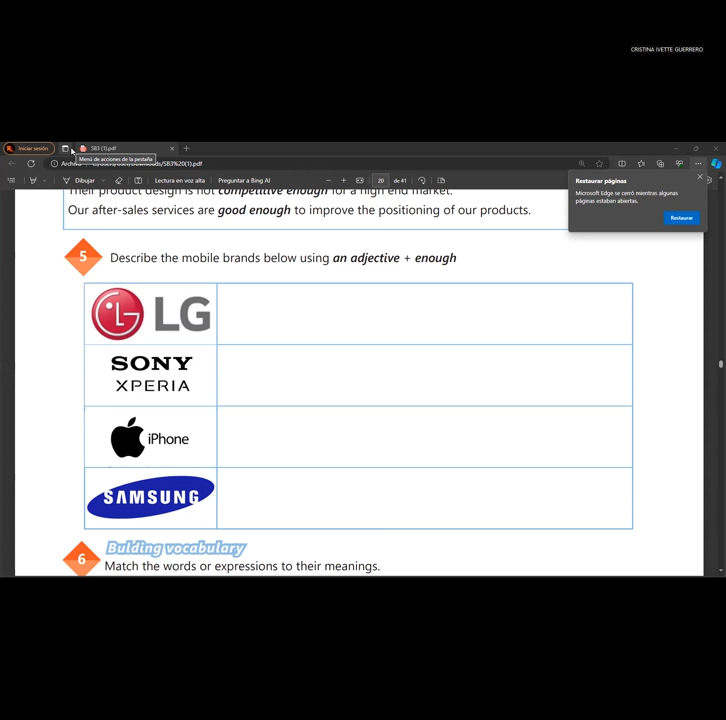 CRISTINA IVETTE GUERRERO
Iniciar sesión
SB3 (1).pdf
Menú de acciones de la pestaña
Archivo
SB3%20(1).pdf
Dibujar
Lectura en voz alta
Preguntar a Bing AI
20
de 41
Restaurar páginas
Microsoft Edge se cerró mientras algunas
páginas estaban abiertas.
Restaurar
Their product design is not competitive enough for a high end market.
Our after-sales services are good enough to improve the positioning of our products.
5
Describe the mobile brands below using an adjective + enough
LG
SONY
XPERIA
iPhone
SAMSUNG
6
Bulding vocabulary
Match the words or expressions to their meanings.